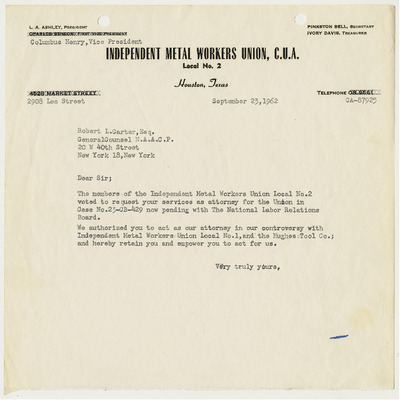 L. A. ASHLEY, PRESIDENT
PINKSTON BELL, SECRETARY
CHARLES BENSON, FIRST VICE PRESIDENT
IVORY DAVIS, TREASURER
Columbus Henry,Vice President
INDEPENDENT METAL WORKERS UNION, C.U.A.
Local No. 2
Houston, Texas
4528 MARKET STREET
TELEPHONE
2908 Lee Street
September 23,1962
CA-87925
Robert L.Carter,Esq.
GeneralCounsel N.A.A.C.P.
20 W 40th Street
New York 18,New York
Dear Sir;
The members of the Independent Metal Workers Union Local No.2
voted to request your services as attorney for the Union in
Case No.23-CB-429 now pending with The National Labor Relations
Board.
We authorized you to act as our attorney in our controversy with
Independent Metal Workers Union Local No.1,and the Hughes Tool Co.;
and hereby retain you and empower you to act for us.
Very truly yours,